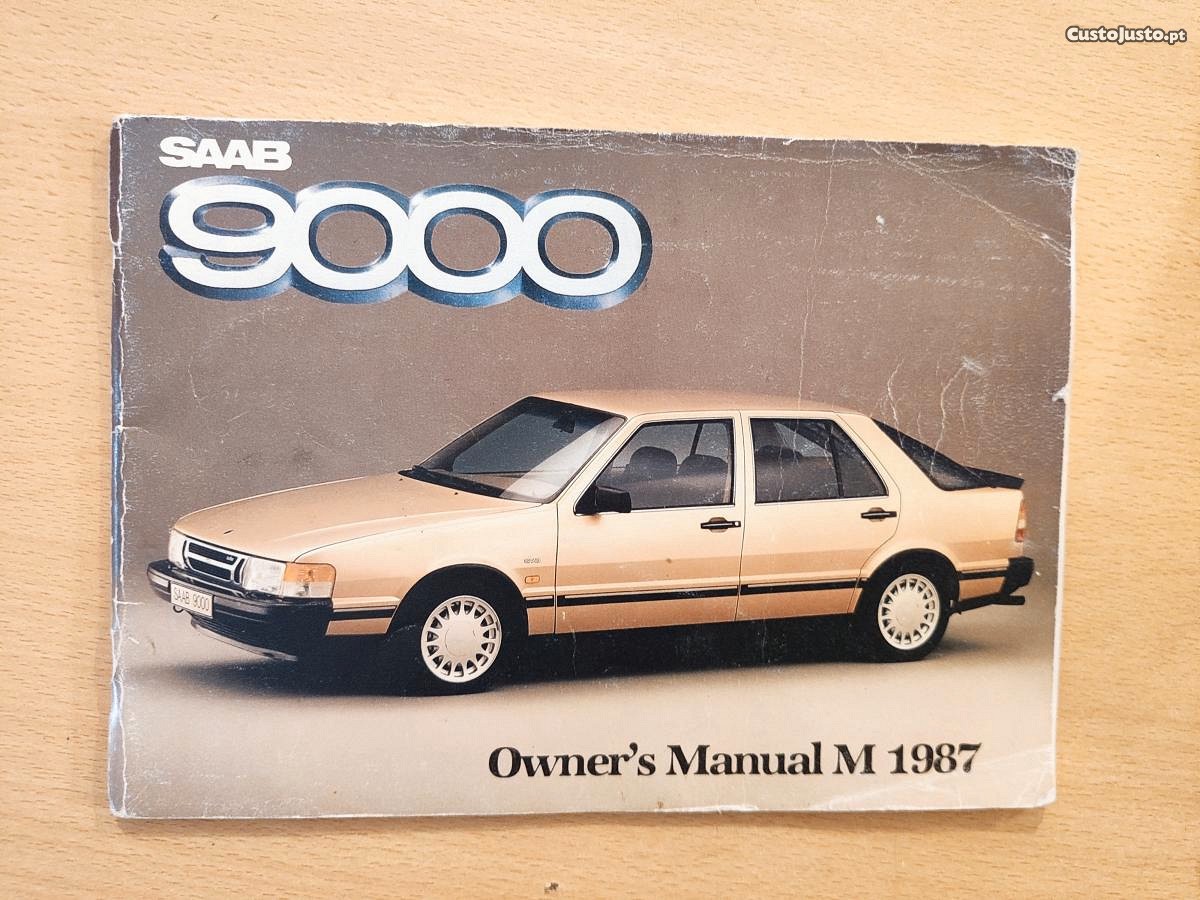 CustoJusto.pt
SAAB
9000
SAAB 9000
Owner's Manual M 1987